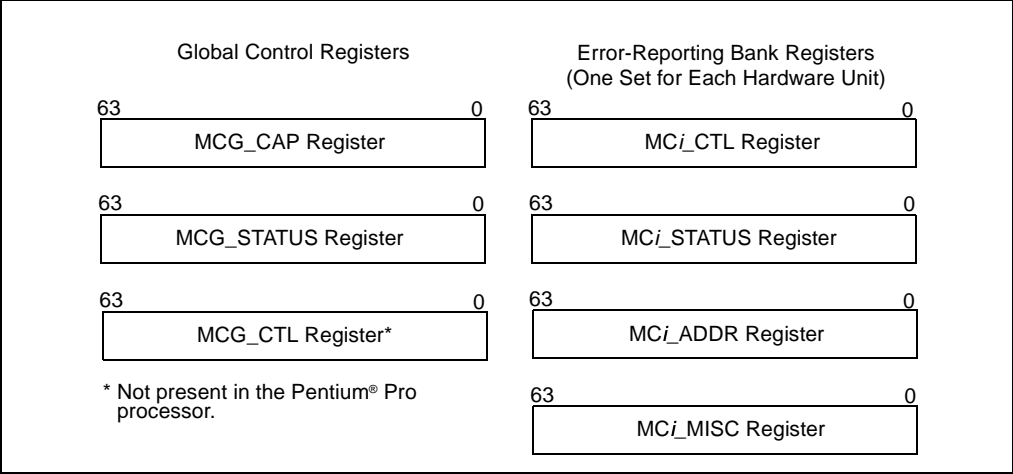 Global Control Registers
63 0
MCG_CAP Register
63 0
MCG_STATUS Register
63 0
MCG_CTL Register*
* Not present in the Pentium® Pro
processor.
Error-Reporting Bank Registers
(One Set for Each Hardware Unit)
63 0
MCi_CTL Register
63 0
MCi_STATUS Register
63 0
MCi_ADDR Register
63 0
MCi_MISC Register